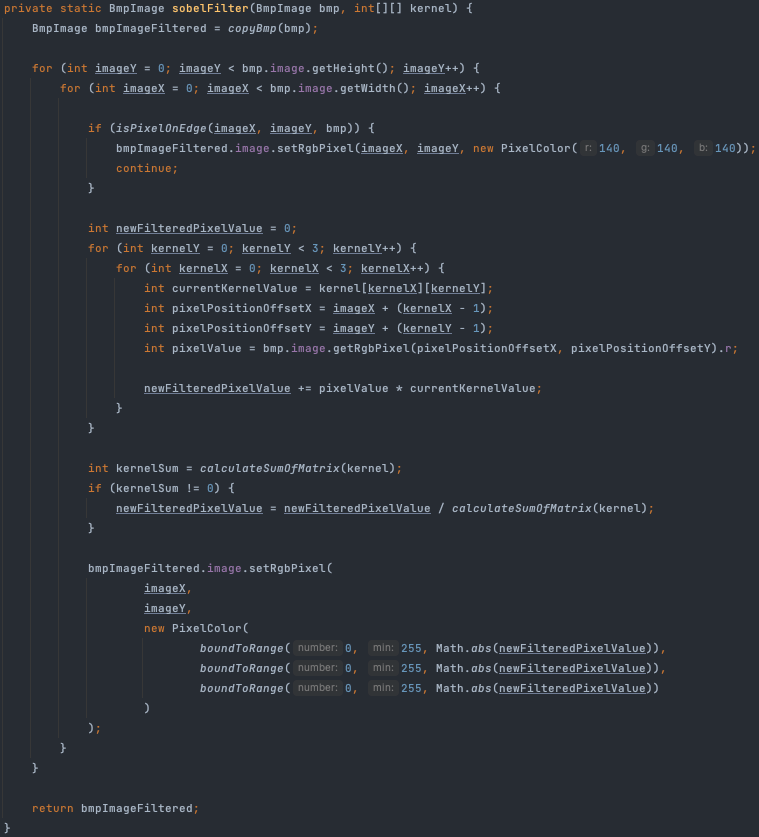 private static BmpImage sobelFilter(BmpImage bmp, int[][] kernel) {
    BmpImage bmpImageFiltered = copyBmp(bmp);

    for (int imageY = 0; imageY < bmp.image.getHeight(); imageY++) {
        for (int imageX = 0; imageX < bmp.image.getWidth(); imageX++) {

            if (isPixelOnEdge(imageX, imageY, bmp)) {
                bmpImageFiltered.image.setRgbPixel(imageX, imageY, new PixelColor( r: 140, g: 140, b: 140));
                continue;
            }

            int newFilteredPixelValue = 0;
            for (int kernelY = 0; kernelY < 3; kernelY++) {
                for (int kernelX = 0; kernelX < 3; kernelX++) {
                    int currentKernelValue = kernel[kernelX][kernelY];
                    int pixelPositionOffsetX = imageX + (kernelX - 1);
                    int pixelPositionOffsetY = imageY + (kernelY - 1);
                    int pixelValue = bmp.image.getRgbPixel(pixelPositionOffsetX, pixelPositionOffsetY).r;

                    newFilteredPixelValue += pixelValue * currentKernelValue;
                }
            }

            int kernelSum = calculateSumOfMatrix(kernel);
            if (kernelSum != 0) {
                newFilteredPixelValue = newFilteredPixelValue / calculateSumOfMatrix(kernel);
            }

            bmpImageFiltered.image.setRgbPixel(
                    imageX,
                    imageY,
                    new PixelColor(
                            boundToRange( number: 0, min: 255, Math.abs(newFilteredPixelValue)),
                            boundToRange( number: 0, min: 255, Math.abs(newFilteredPixelValue)),
                            boundToRange( number: 0, min: 255, Math.abs(newFilteredPixelValue))
                    )
            );
        }
    }

    return bmpImageFiltered;
}